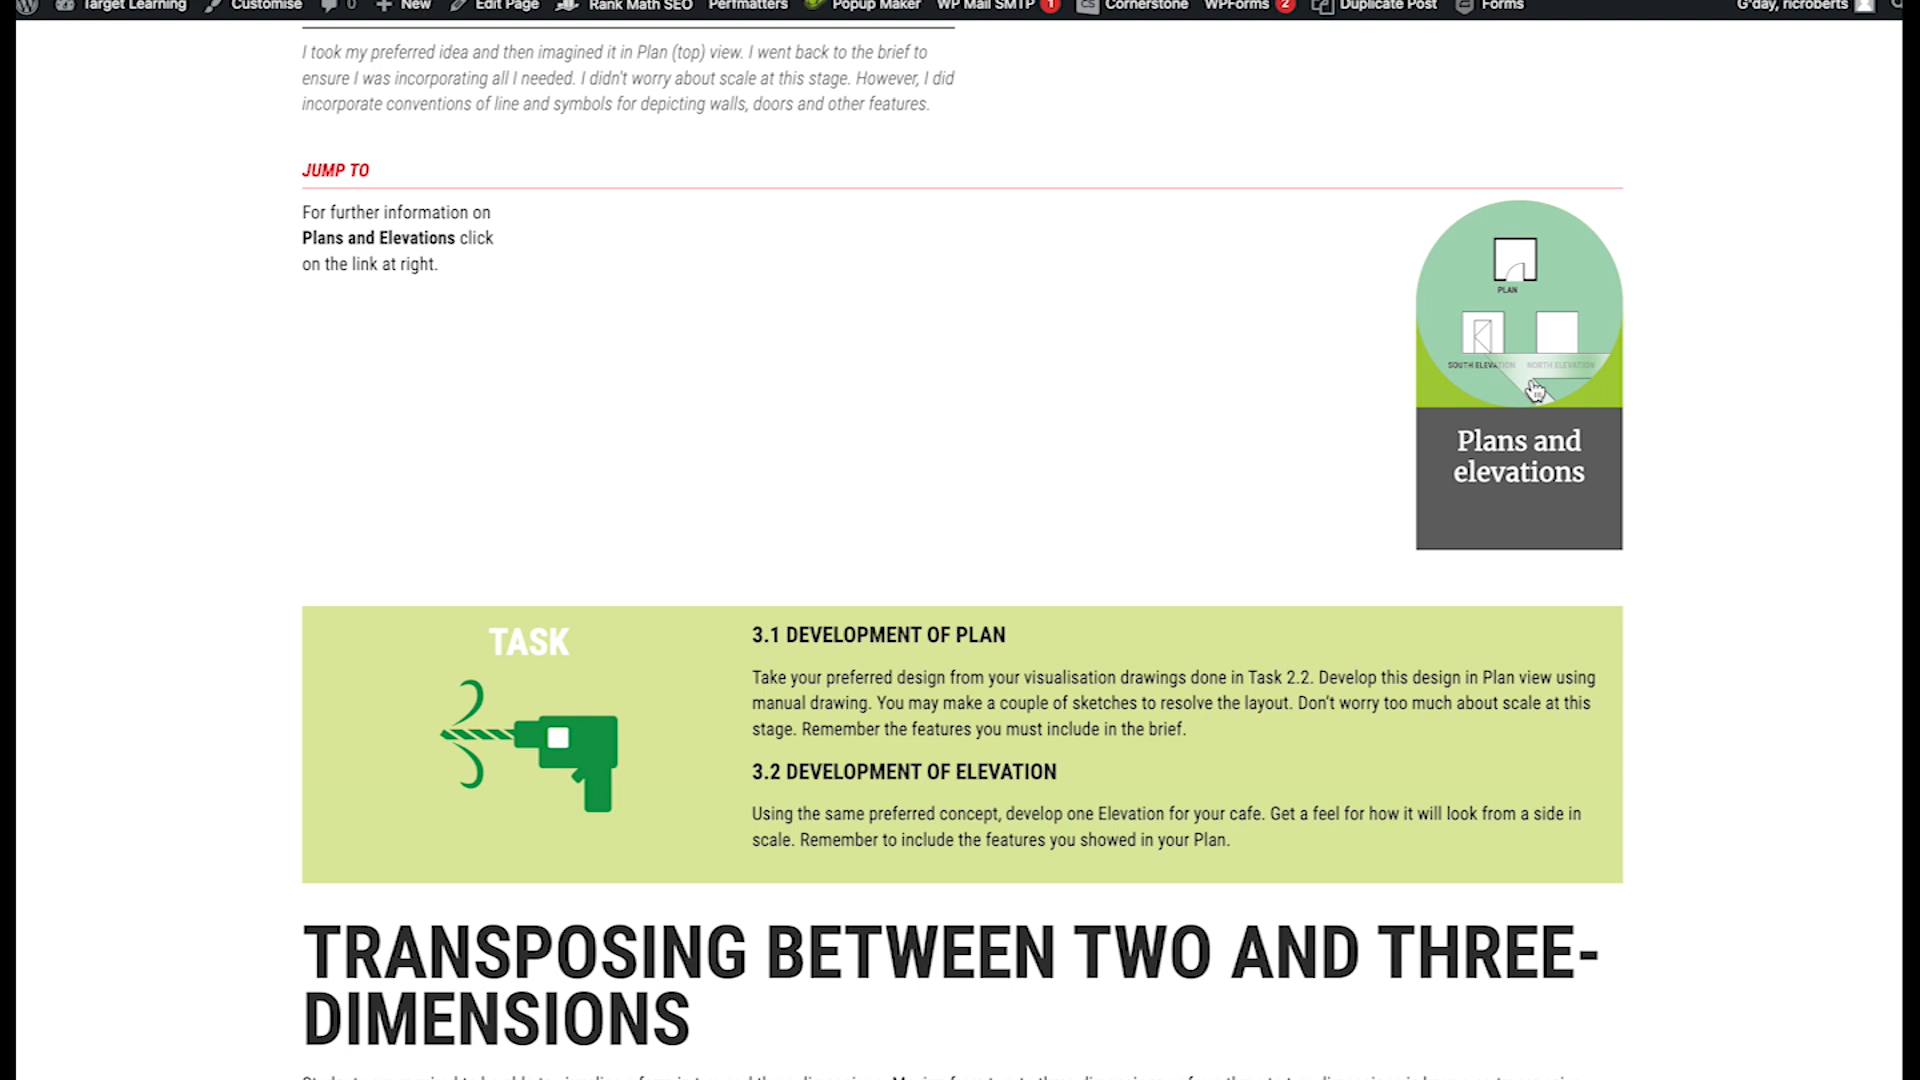 Target Learning Customise 0 New Edit Page Rank Math SEO Perfmatters Popup Maker WP Mail SMTP 1 Cornerstone WPForms 2 Duplicate Post Forms G'day, ricroberts
I took my preferred idea and then imagined it in Plan (top) view. I went back to the brief to
ensure I was incorporating all I needed. I didn't worry about scale at this stage. However, I did
incorporate conventions of line and symbols for depicting walls, doors and other features.
JUMP TO
For further information on
Plans and Elevations click
on the link at right.
PLAN
SOUTH ELEVATION NORTH ELEVATION
Plans and
elevations
TASK
3.1 DEVELOPMENT OF PLAN
Take your preferred design from your visualisation drawings done in Task 2.2. Develop this design in Plan view using
manual drawing. You may make a couple of sketches to resolve the layout. Don't worry too much about scale at this
stage. Remember the features you must include in the brief.
3.2 DEVELOPMENT OF ELEVATION
Using the same preferred concept, develop one Elevation for your cafe. Get a feel for how it will look from a side in
scale. Remember to include the features you showed in your Plan.
TRANSPOSING BETWEEN TWO AND THREE-
DIMENSIONS